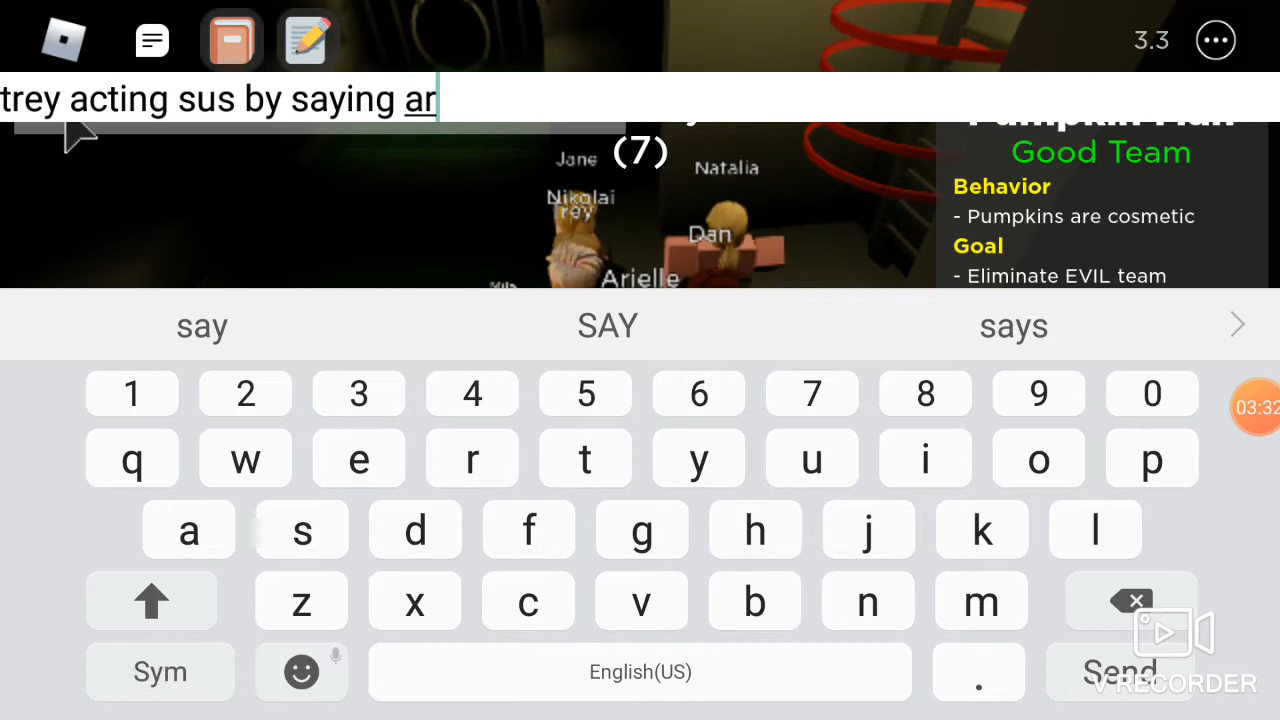 3.3
trey acting sus by saying ar
(7)
Jane
Natalia
Nikolai
rey
Dan
Arielle
Good Team
Behavior
- Pumpkins are cosmetic
Goal
- Eliminate EVIL team
say SAY says
1 2 3 4 5 6 7 8 9 0
03:32
q w e r t y u i o p
a s d f g h j k l
z x c v b n m
Sym English(US) . Send
V RECORDER